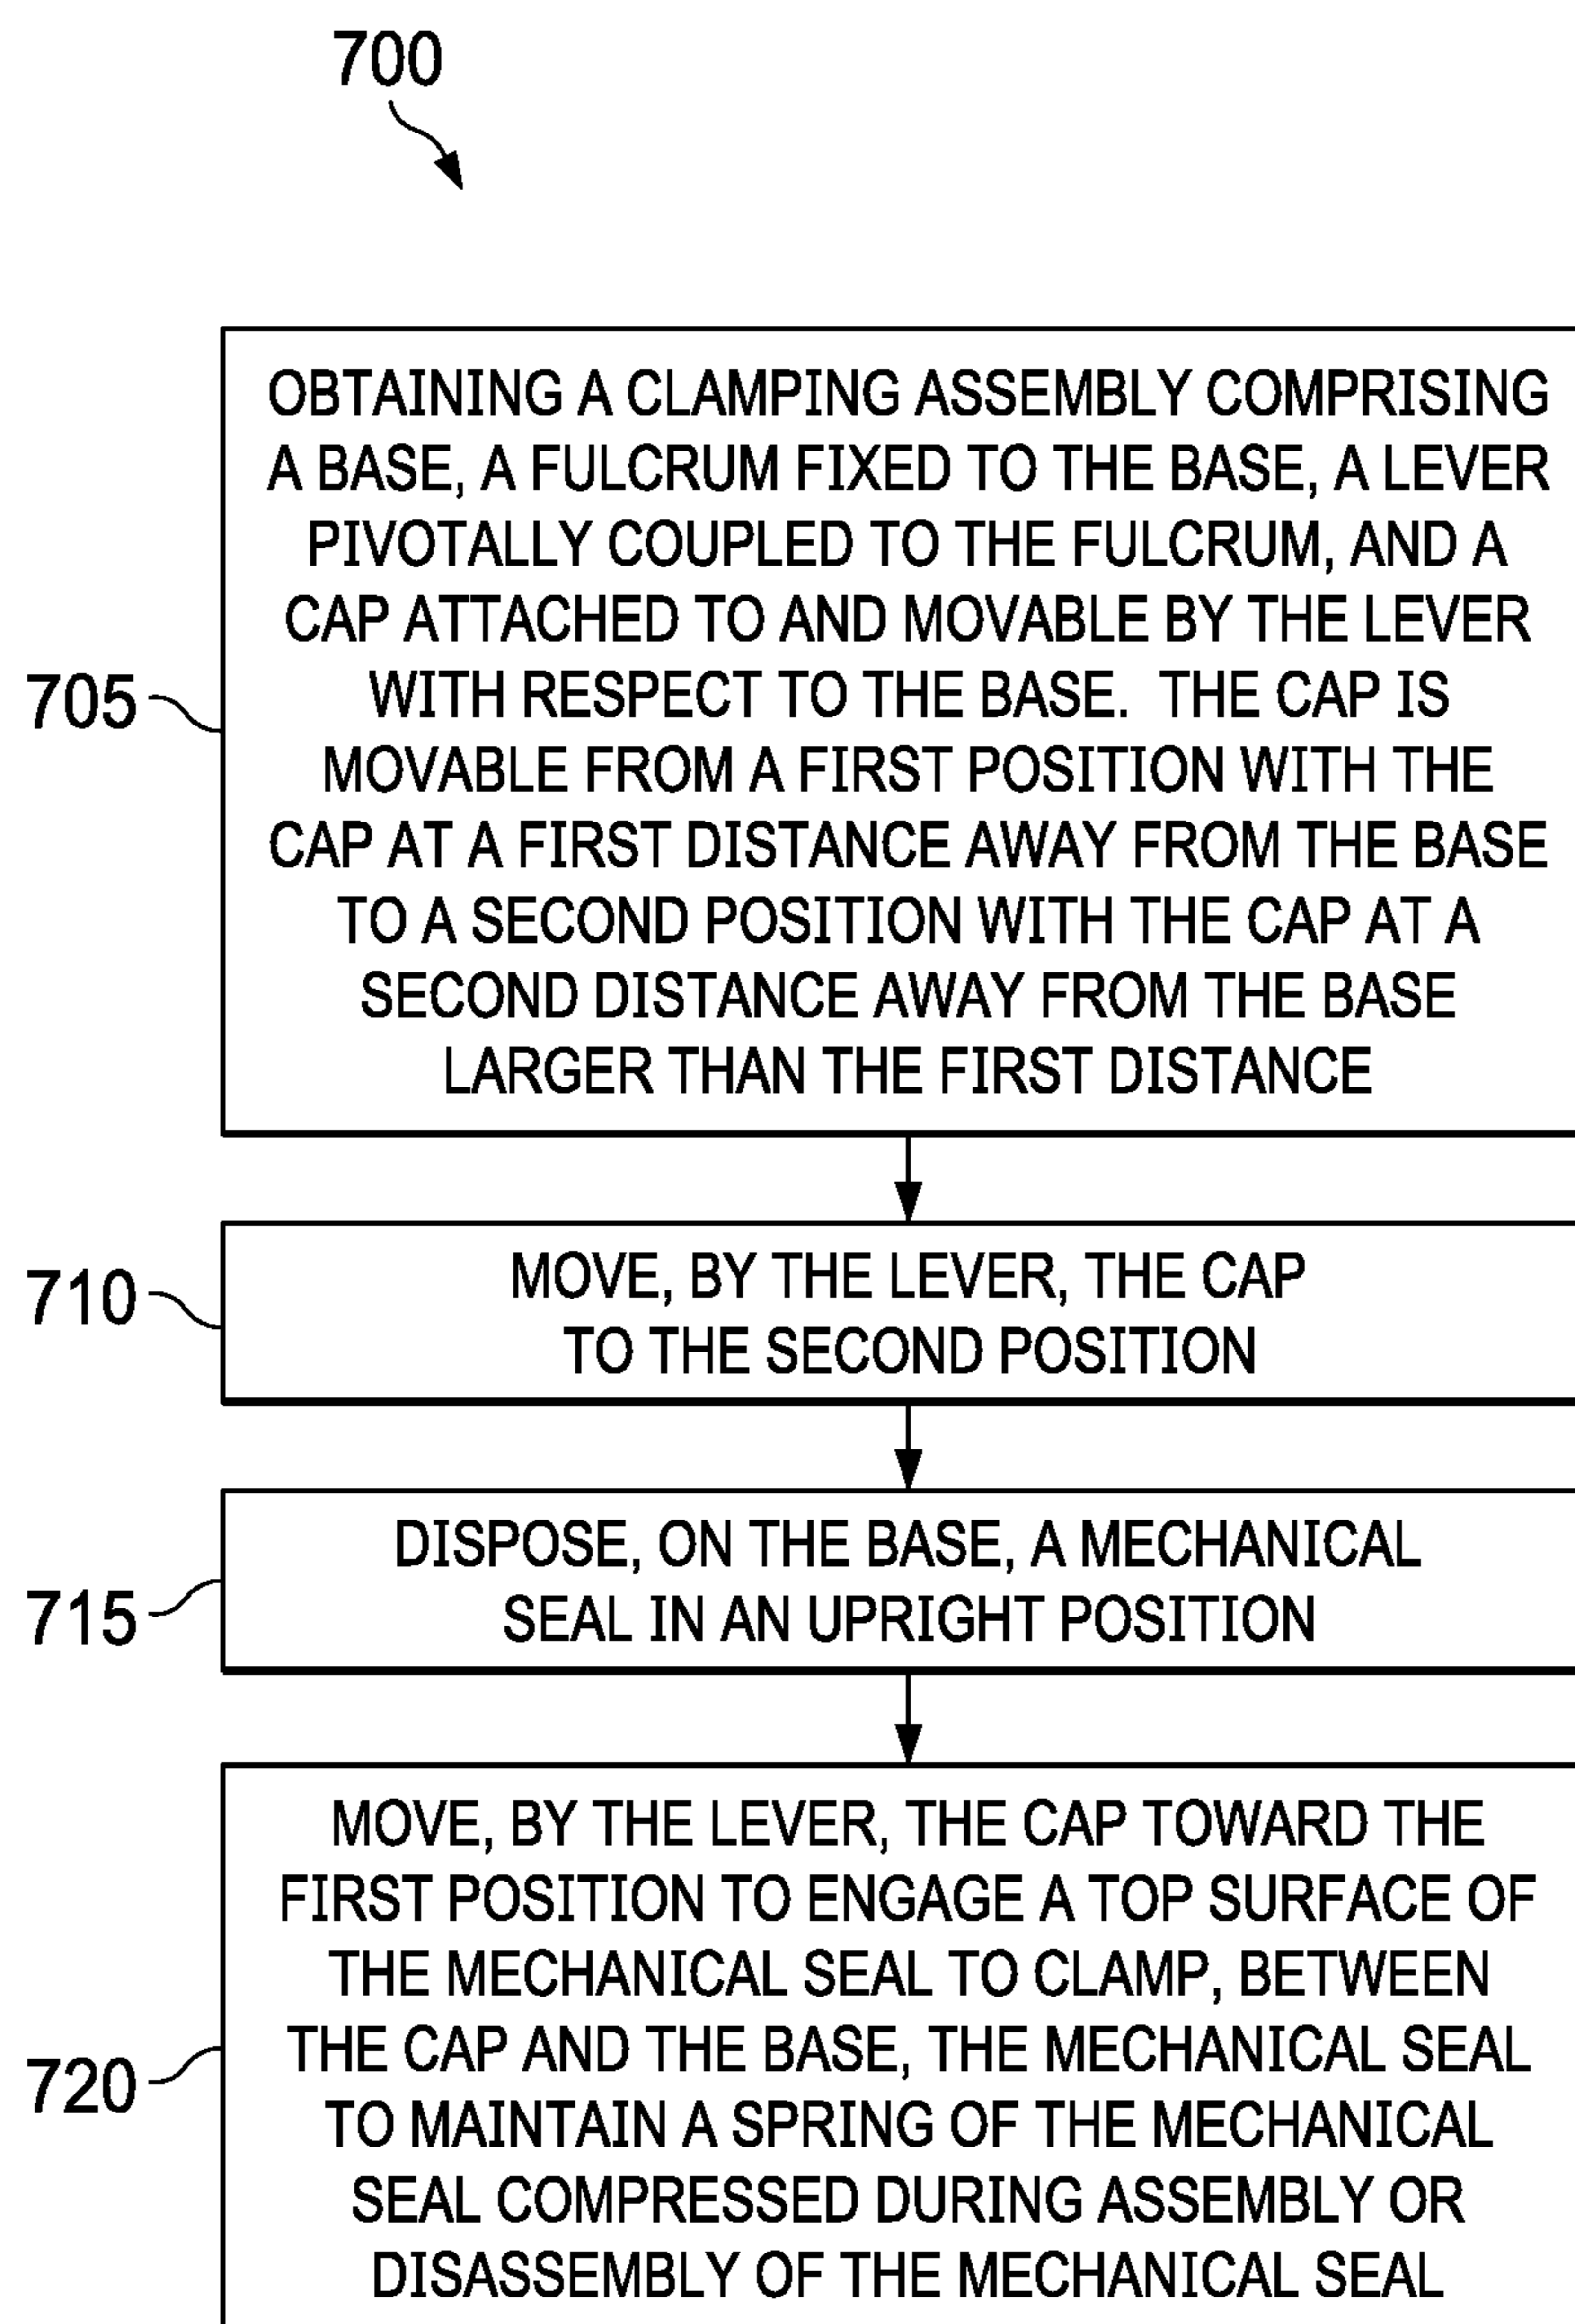 700
OBTAINING A CLAMPING ASSEMBLY COMPRISING
A BASE, A FULCRUM FIXED TO THE BASE, A LEVER
PIVOTALLY COUPLED TO THE FULCRUM, AND A
CAP ATTACHED TO AND MOVABLE BY THE LEVER
WITH RESPECT TO THE BASE. THE CAP IS
MOVABLE FROM A FIRST POSITION WITH THE
CAP AT A FIRST DISTANCE AWAY FROM THE BASE
TO A SECOND POSITION WITH THE CAP AT A
SECOND DISTANCE AWAY FROM THE BASE
LARGER THAN THE FIRST DISTANCE
705
MOVE, BY THE LEVER, THE CAP
TO THE SECOND POSITION
710
DISPOSE, ON THE BASE, A MECHANICAL
SEAL IN AN UPRIGHT POSITION
715
MOVE, BY THE LEVER, THE CAP TOWARD THE
FIRST POSITION TO ENGAGE A TOP SURFACE OF
THE MECHANICAL SEAL TO CLAMP, BETWEEN
THE CAP AND THE BASE, THE MECHANICAL SEAL
TO MAINTAIN A SPRING OF THE MECHANICAL
SEAL COMPRESSED DURING ASSEMBLY OR
DISASSEMBLY OF THE MECHANICAL SEAL
720